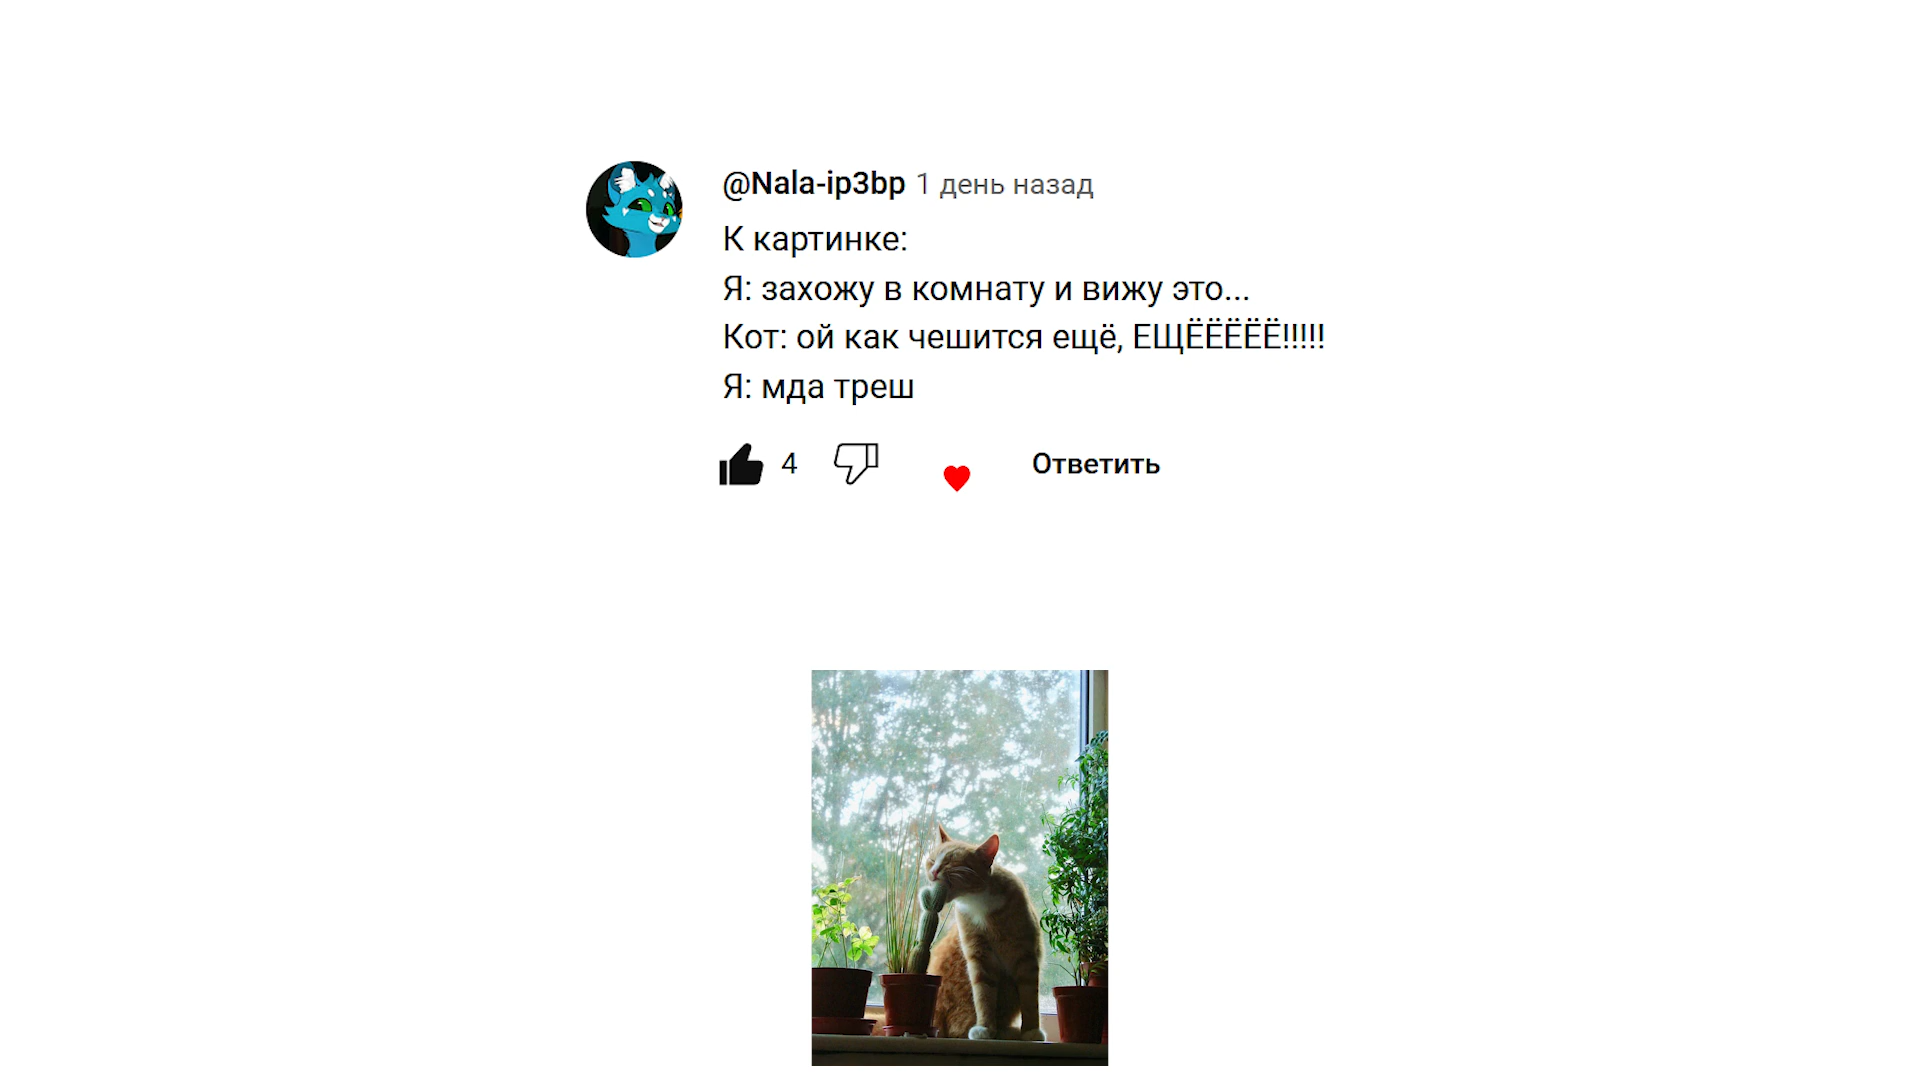 @Nala-ip3bp 1 день назад
К картинке:
Я: захожу в комнату и вижу это...
Кот: ой как чешится ещё, ЕЩЁЁЁЁЁ!!!!!
Я: мда треш
4 Ответить